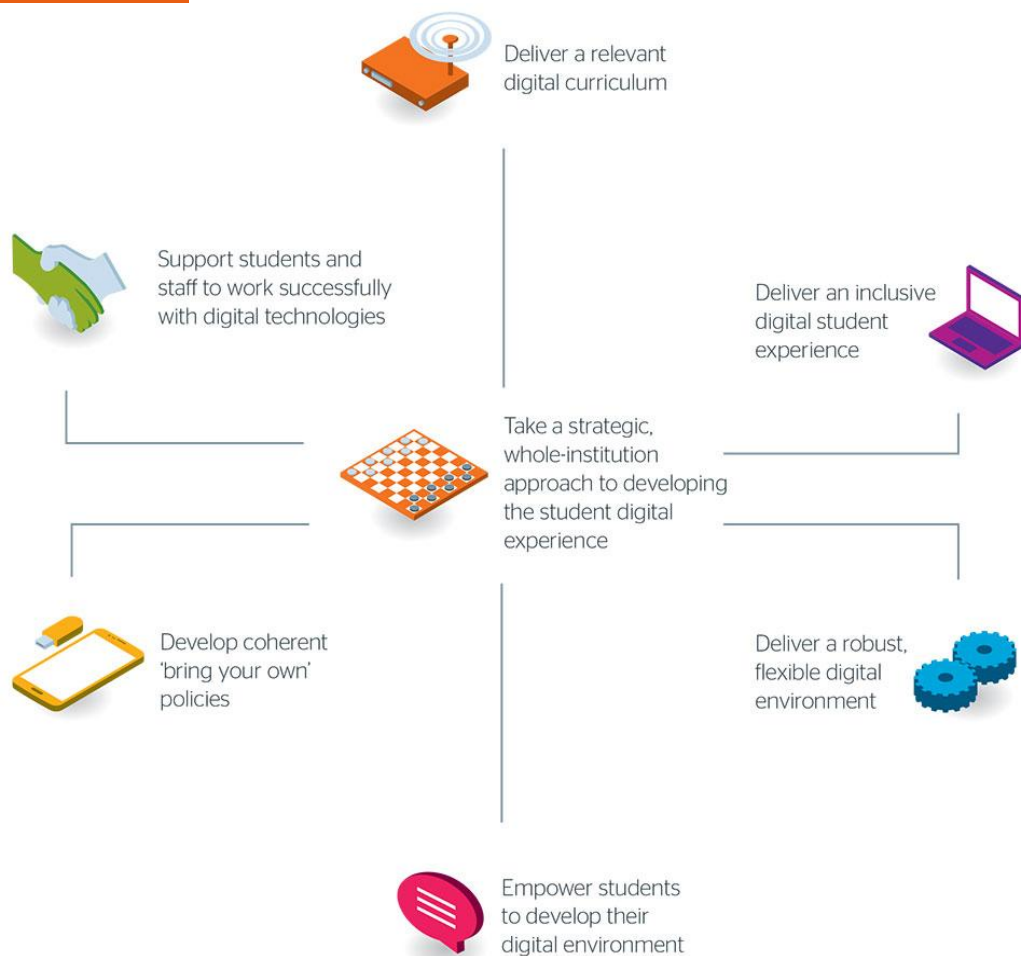 Deliver a relevant
digital curriculum
Support students and
staff to work successfully
with digital technologies
Deliver an inclusive
digital student
experience
Take a strategic,
whole-institution
approach to developing
the student digital
experience
Develop coherent
‘bring your own’
policies
Deliver a robust,
flexible digital
environment
Empower students
to develop their
digital environment